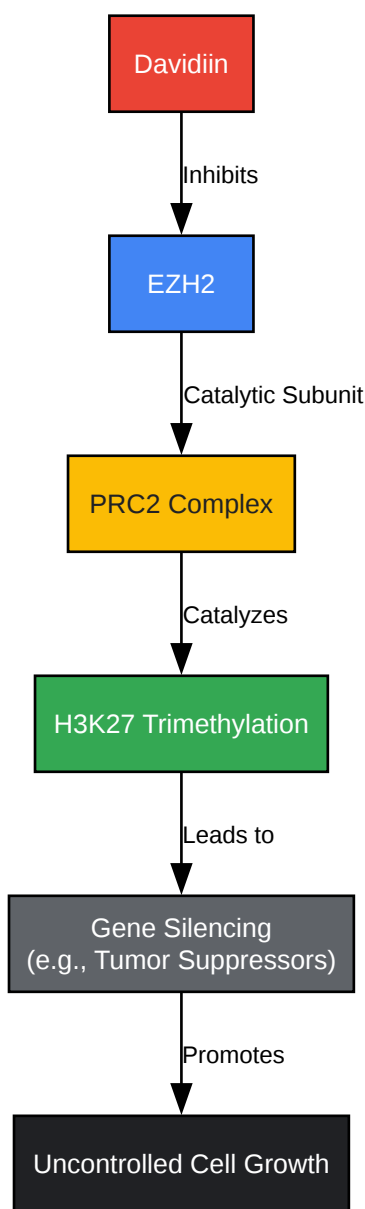 Davidiin
Inhibits
EZH2
Catalytic Subunit
PRC2 Complex
Catalyzes
H3K27 Trimethylation
Leads to
Gene Silencing
(e.g., Tumor Suppressors)
Promotes
Uncontrolled Cell Growth